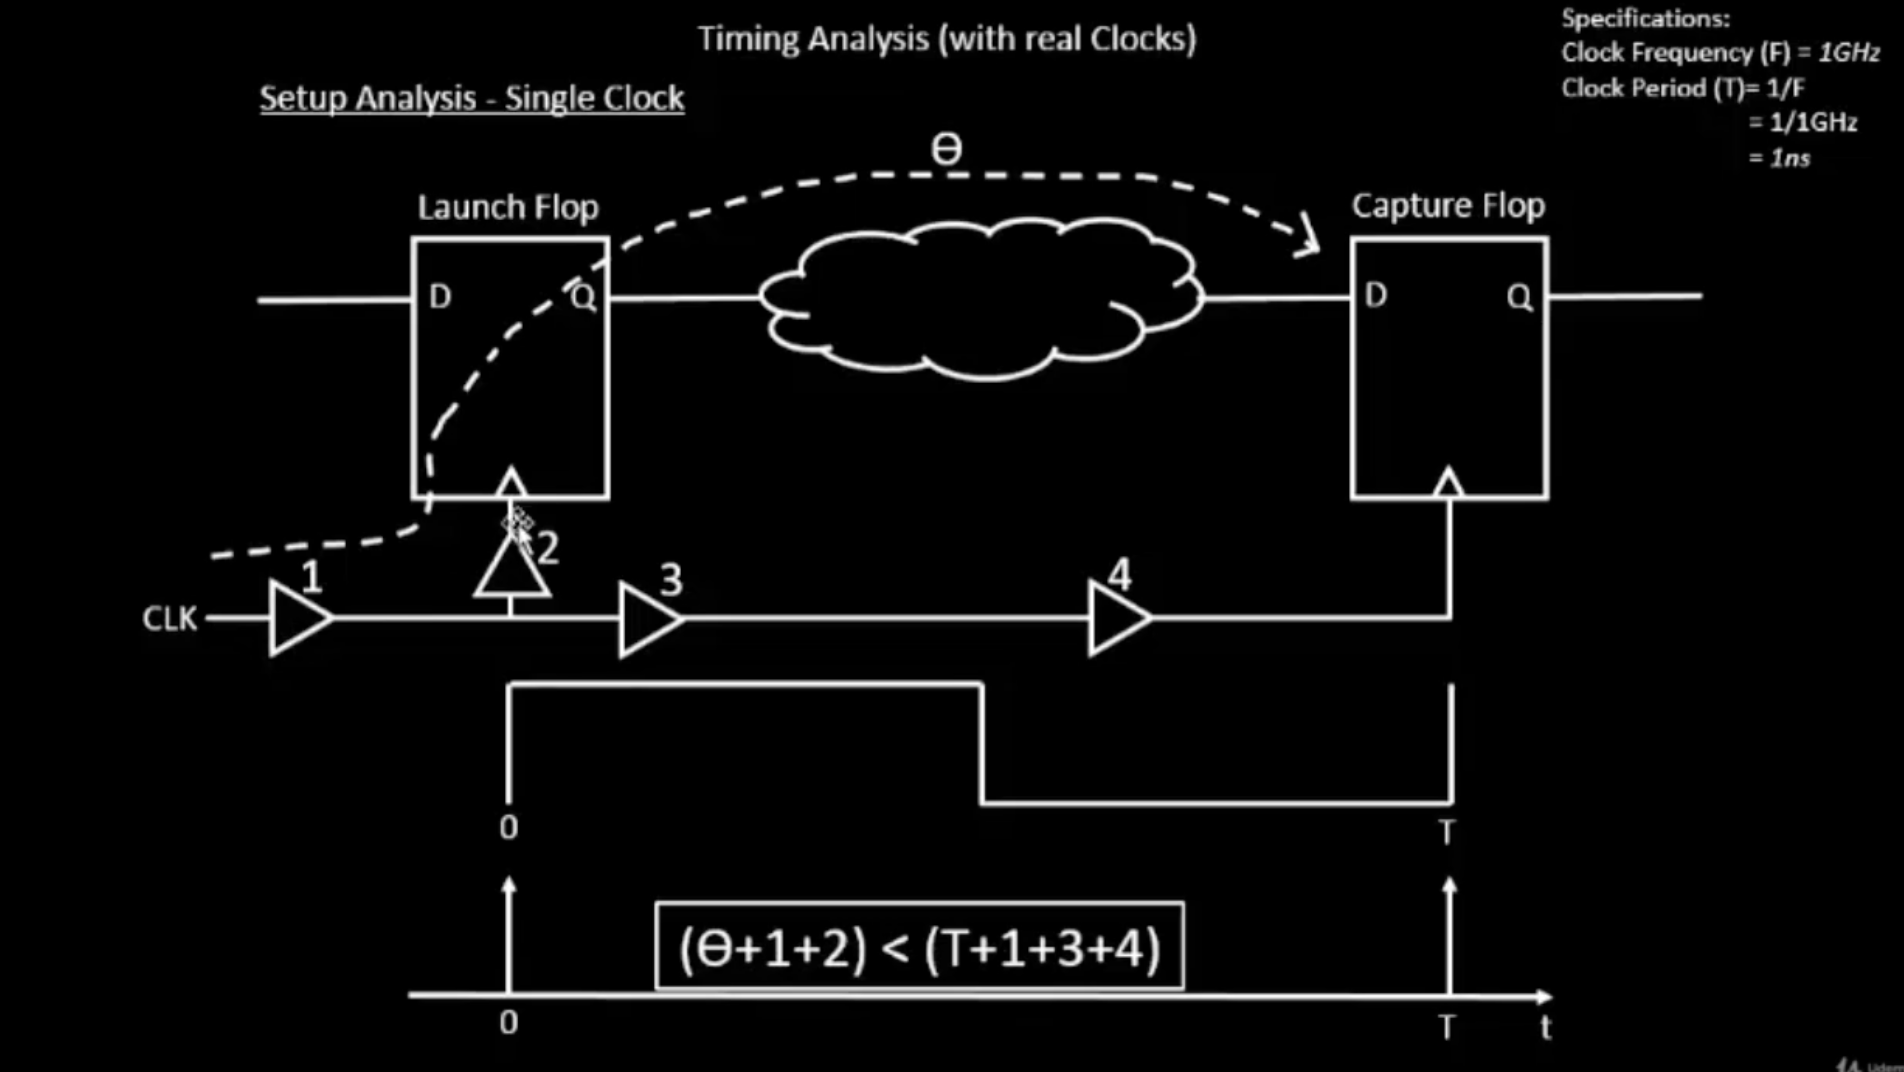 Timing Analysis (with real Clocks)
Specifications:
Clock Frequency (F) = 1GHz
Clock Period (T)= 1/F
= 1/1GHz
= 1ns
Setup Analysis - Single Clock
Ө
Launch Flop
Capture Flop
D
Q
D
Q
2
1
3
4
CLK
0
T
(Ө+1+2) < (T+1+3+4)
0
T
t